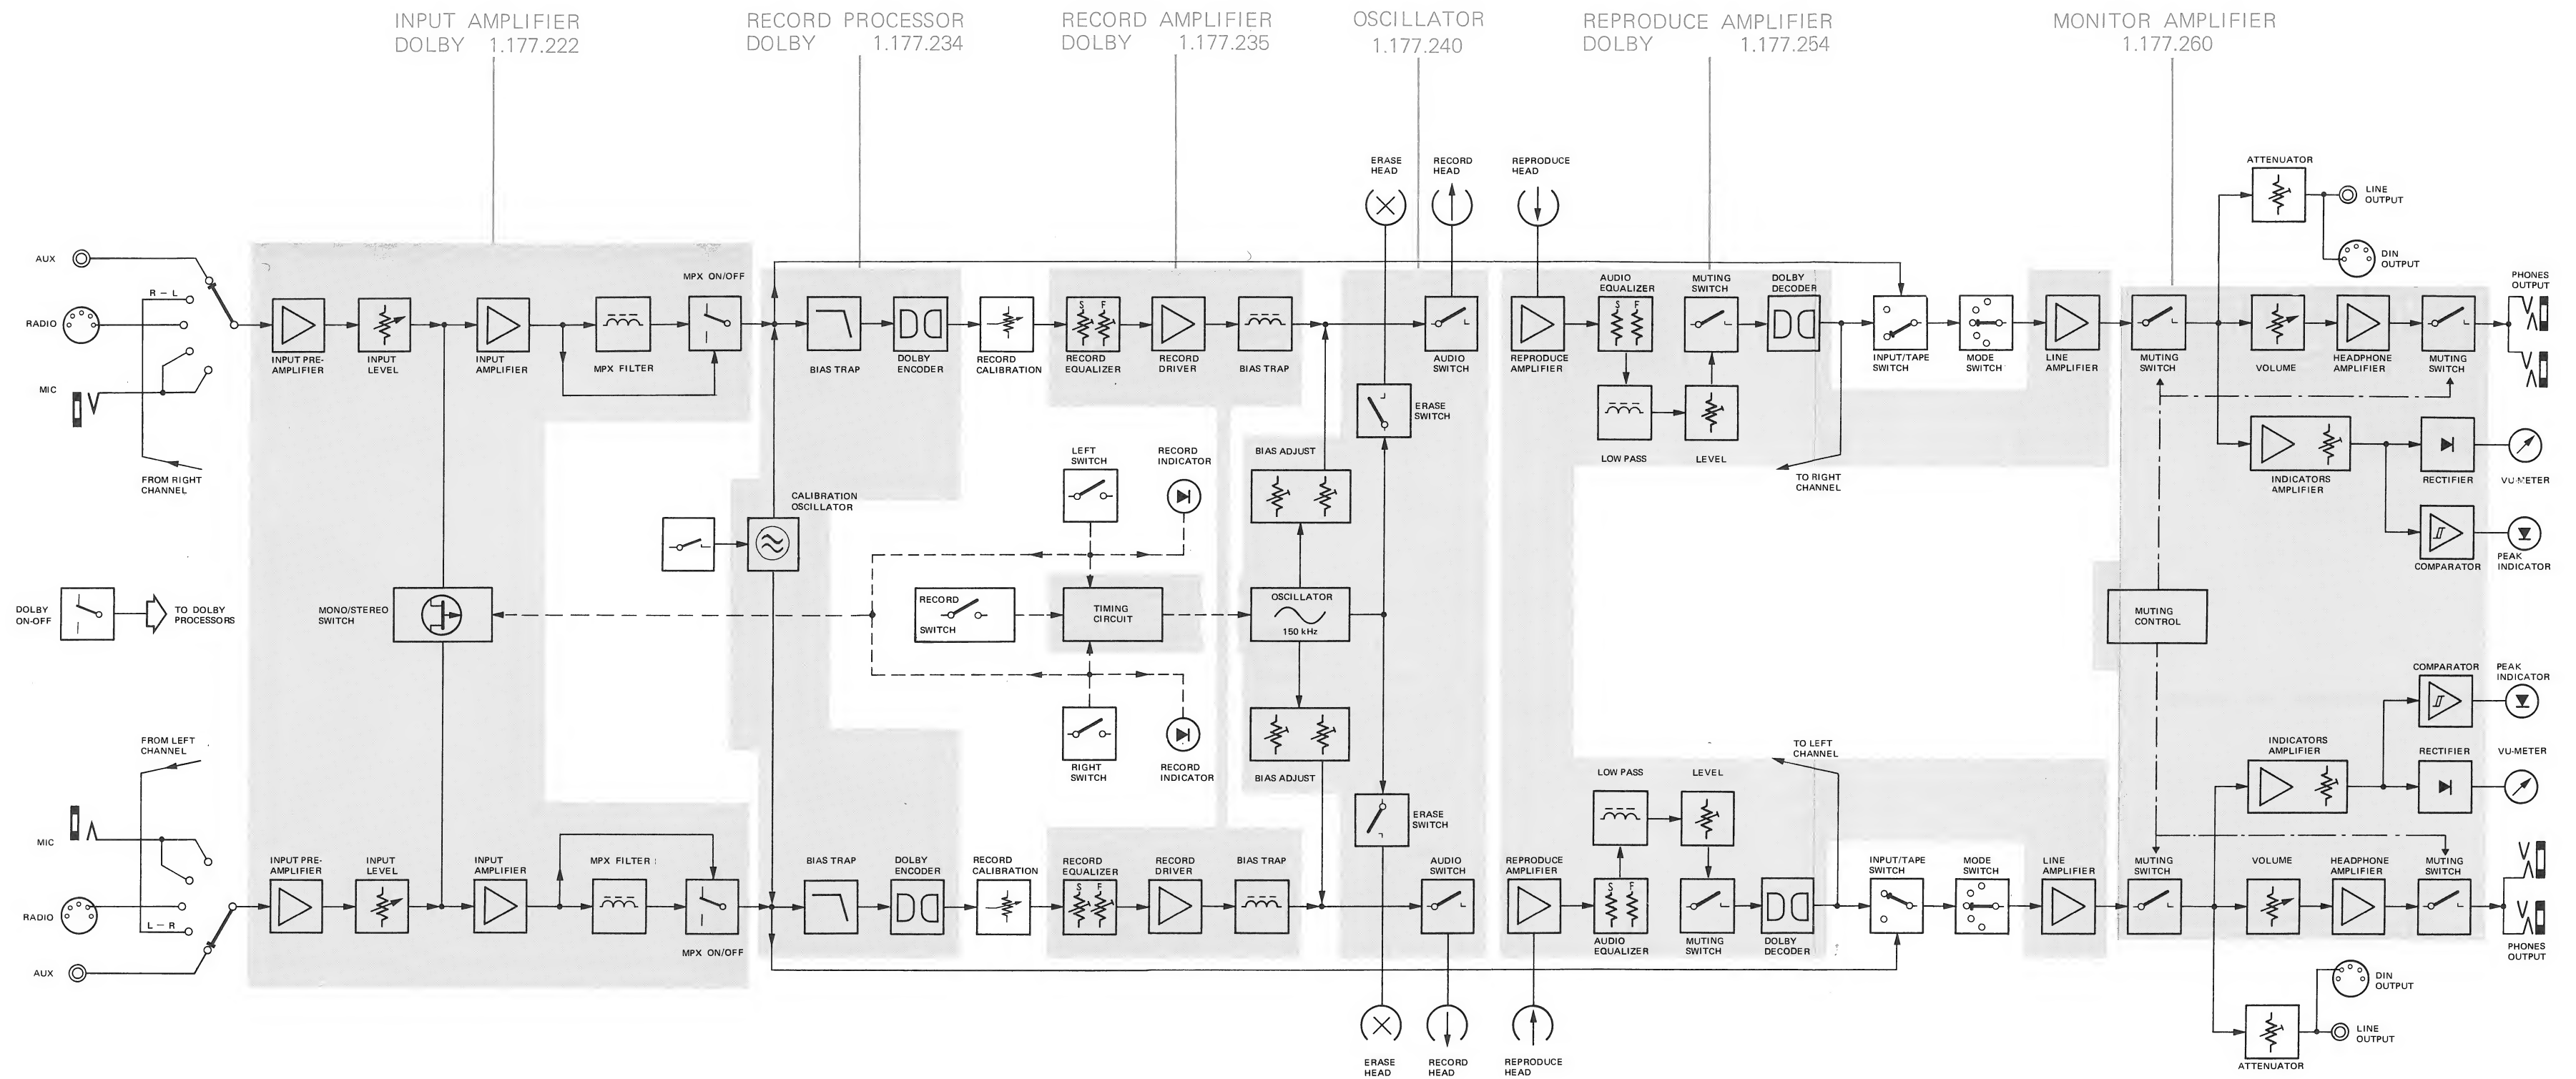 INPUT AMPLIFIER
DOLBY 1.177.222
RECORD PROCESSOR
DOLBY 1.177.234
RECORD AMPLIFIER
DOLBY 1.177.235
OSCILLATOR
1.177.240
REPRODUCE AMPLIFIER
DOLBY 1.177.254
MONITOR AMPLIFIER
1.177.260
ERASE
HEAD
RECORD
HEAD
REPRODUCE
HEAD
ATTENUATOR
LINE
OUTPUT
DIN
OUTPUT
AUX
R – L
RADIO
MIC
FROM RIGHT
CHANNEL
INPUT PRE-
AMPLIFIER
INPUT
LEVEL
INPUT
AMPLIFIER
MPX FILTER
MPX ON/OFF
BIAS TRAP
DOLBY
ENCODER
RECORD
CALIBRATION
S F
RECORD
EQUALIZER
RECORD
DRIVER
BIAS TRAP
AUDIO
SWITCH
ERASE
SWITCH
REPRODUCE
AMPLIFIER
AUDIO
EQUALIZER
S F
MUTING
SWITCH
DOLBY
DECODER
LOW PASS
LEVEL
TO RIGHT
CHANNEL
INPUT/TAPE
SWITCH
MODE
SWITCH
LINE
AMPLIFIER
MUTING
SWITCH
VOLUME
HEADPHONE
AMPLIFIER
MUTING
SWITCH
PHONES
OUTPUT
INDICATORS
AMPLIFIER
RECTIFIER
VU-METER
COMPARATOR
PEAK
INDICATOR
LEFT
SWITCH
RECORD
INDICATOR
BIAS ADJUST
CALIBRATION
OSCILLATOR
DOLBY
ON-OFF
TO DOLBY
PROCESSORS
MONO/STEREO
SWITCH
RECORD
SWITCH
TIMING
CIRCUIT
OSCILLATOR
150 kHz
MUTING
CONTROL
RIGHT
SWITCH
RECORD
INDICATOR
BIAS ADJUST
ERASE
SWITCH
TO LEFT
CHANNEL
LOW PASS
LEVEL
COMPARATOR
PEAK
INDICATOR
INDICATORS
AMPLIFIER
RECTIFIER
VU-METER
FROM LEFT
CHANNEL
MIC
RADIO
L – R
AUX
INPUT PRE-
AMPLIFIER
INPUT
LEVEL
INPUT
AMPLIFIER
MPX FILTER
MPX ON/OFF
BIAS TRAP
DOLBY
ENCODER
RECORD
CALIBRATION
RECORD
EQUALIZER
S F
RECORD
DRIVER
BIAS TRAP
AUDIO
SWITCH
REPRODUCE
AMPLIFIER
S F
AUDIO
EQUALIZER
MUTING
SWITCH
DOLBY
DECODER
INPUT/TAPE
SWITCH
MODE
SWITCH
LINE
AMPLIFIER
MUTING
SWITCH
VOLUME
HEADPHONE
AMPLIFIER
MUTING
SWITCH
PHONES
OUTPUT
DIN
OUTPUT
LINE
OUTPUT
ATTENUATOR
ERASE
HEAD
RECORD
HEAD
REPRODUCE
HEAD